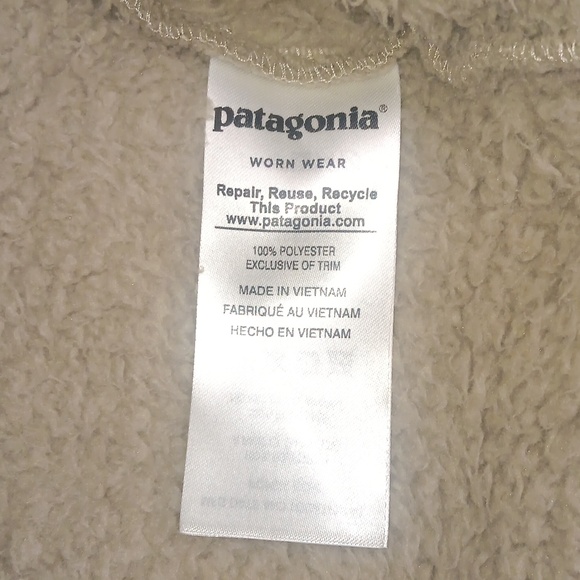 patagonia®
WORN WEAR
Repair, Reuse, Recycle
This Product
www.patagonia.com
100% POLYESTER
EXCLUSIVE OF TRIM
MADE IN VIETNAM
FABRIQUÉ AU VIETNAM
HECHO EN VIETNAM